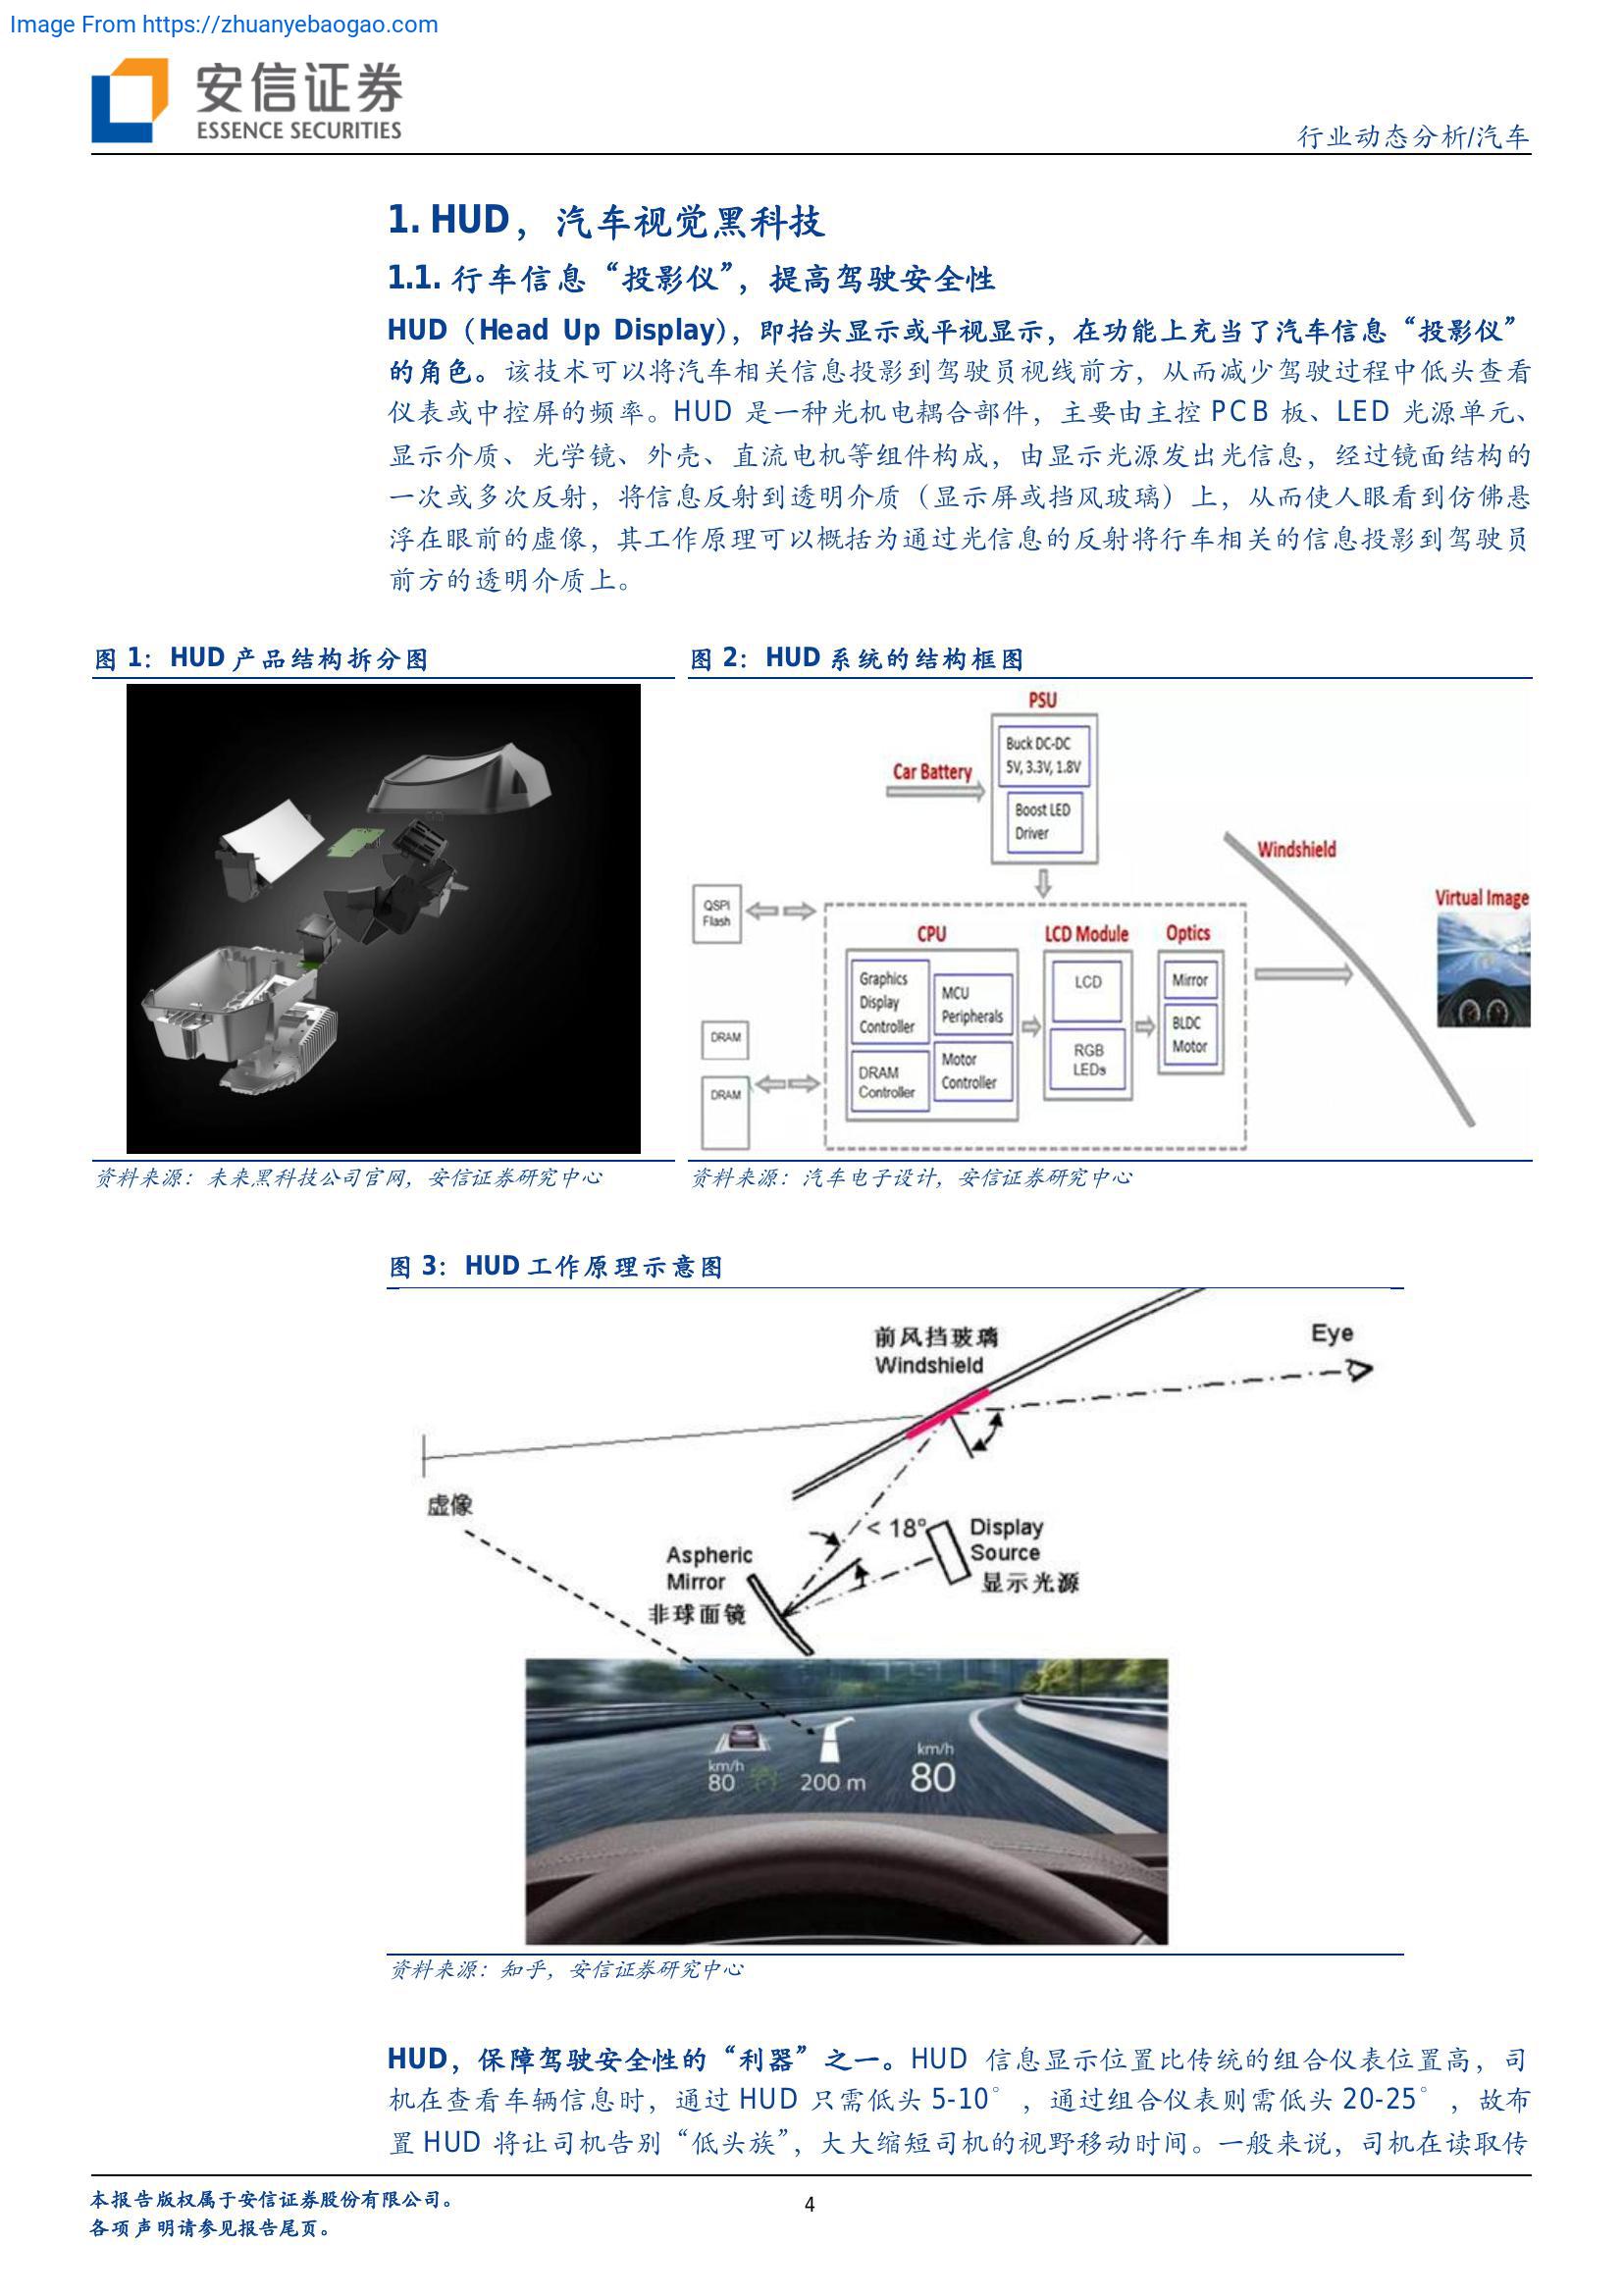 Image From https://zhuanyebaogao.com
安信证券
ESSENCE SECURITIES
行业动态分析/汽车
1. HUD，汽车视觉黑科技
1.1. 行车信息“投影仪”，提高驾驶安全性
HUD（Head Up Display），即抬头显示或平视显示，在功能上充当了汽车信息“投影仪”
的角色。该技术可以将汽车相关信息投影到驾驶员视线前方，从而减少驾驶过程中低头查看
仪表或中控屏的频率。HUD 是一种光机电耦合部件，主要由主控 PCB 板、LED 光源单元、
显示介质、光学镜、外壳、直流电机等组件构成，由显示光源发出光信息，经过镜面结构的
一次或多次反射，将信息反射到透明介质（显示屏或挡风玻璃）上，从而使人眼看到仿佛悬
浮在眼前的虚像，其工作原理可以概括为通过光信息的反射将行车相关的信息投影到驾驶员
前方的透明介质上。
图 1：HUD 产品结构拆分图
图 2：HUD 系统的结构框图
PSU
Buck DC-DC
5V, 3.3V, 1.8V
Car Battery
Boost LED
Driver
Windshield
QSPI
Flash
Virtual Image
CPU
LCD Module
Optics
Graphics
Display
Controller
MCU
Peripherals
LCD
Mirror
DRAM
BLDC
Motor
DRAM
Controller
Motor
Controller
RGB
LEDs
DRAM
资料来源：未来黑科技公司官网，安信证券研究中心
资料来源：汽车电子设计，安信证券研究中心
图 3：HUD 工作原理示意图
前风挡玻璃
Windshield
Eye
虚像
< 18°
Display
Source
显示光源
Aspheric
Mirror
非球面镜
km/h
80
200 m
km/h
80
资料来源：知乎，安信证券研究中心
HUD，保障驾驶安全性的“利器”之一。HUD 信息显示位置比传统的组合仪表位置高，司
机在查看车辆信息时，通过 HUD 只需低头 5-10°，通过组合仪表则需低头 20-25°，故布
置 HUD 将让司机告别“低头族”，大大缩短司机的视野移动时间。一般来说，司机在读取传
本报告版权属于安信证券股份有限公司。
各项声明请参见报告尾页。
4